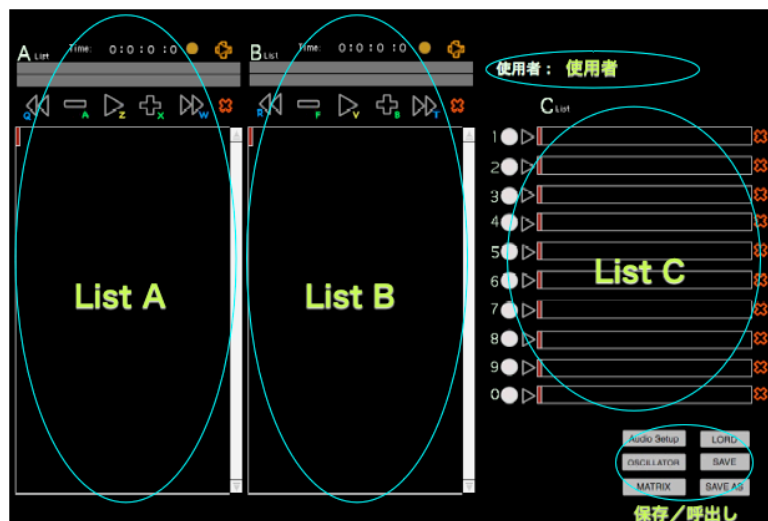 A List Time: 0:0:0:0
B List Time: 0:0:0:0
使用者： 使用者
Q A Z X W
R F V B T
C List
1
2
3
4
5
6
7
8
9
0
List A
List B
List C
Audio Setup LORD
OSCILLATOR SAVE
MATRIX SAVE AS
保存／呼出し